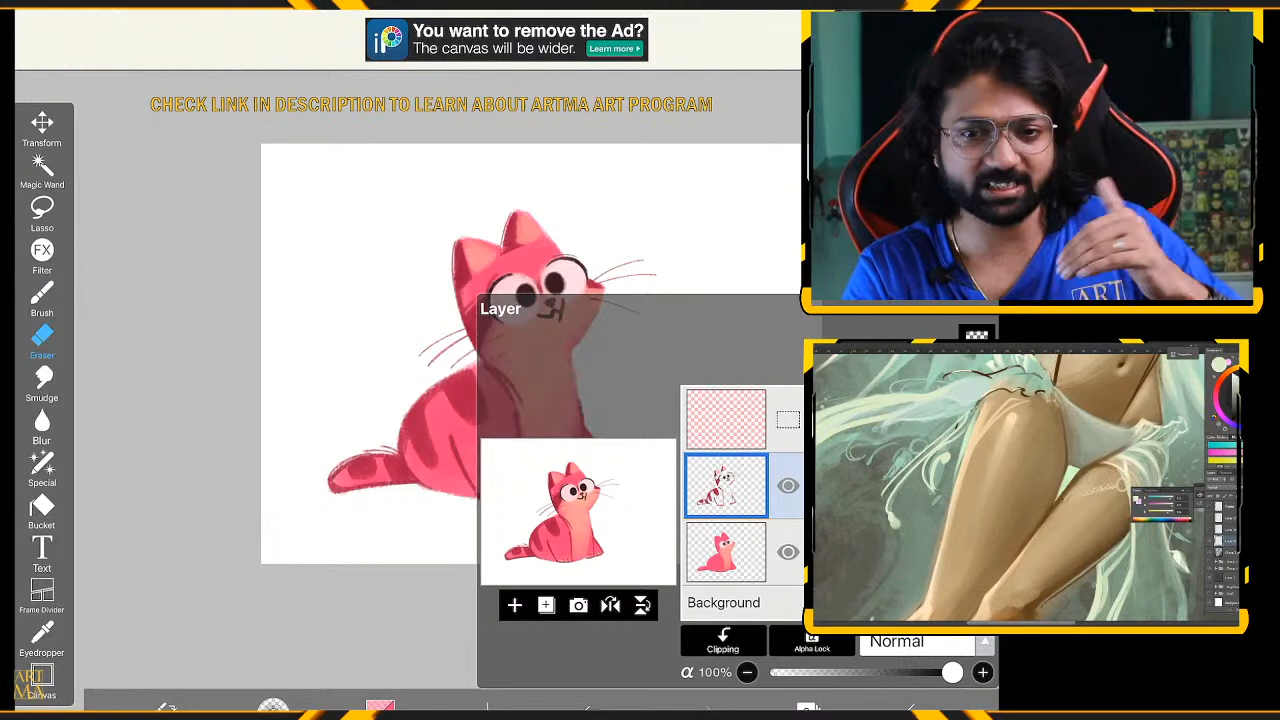 You want to remove the Ad?
The canvas will be wider.
Learn more
CHECK LINK IN DESCRIPTION TO LEARN ABOUT ARTMA ART PROGRAM
Transform
Magic Wand
Lasso
FX
Filter
Brush
Eraser
Smudge
Blur
Special
Bucket
Text
Frame Divider
Eyedropper
Canvas
Layer
Background
Clipping
Alpha Lock
Normal
α 100%
ART